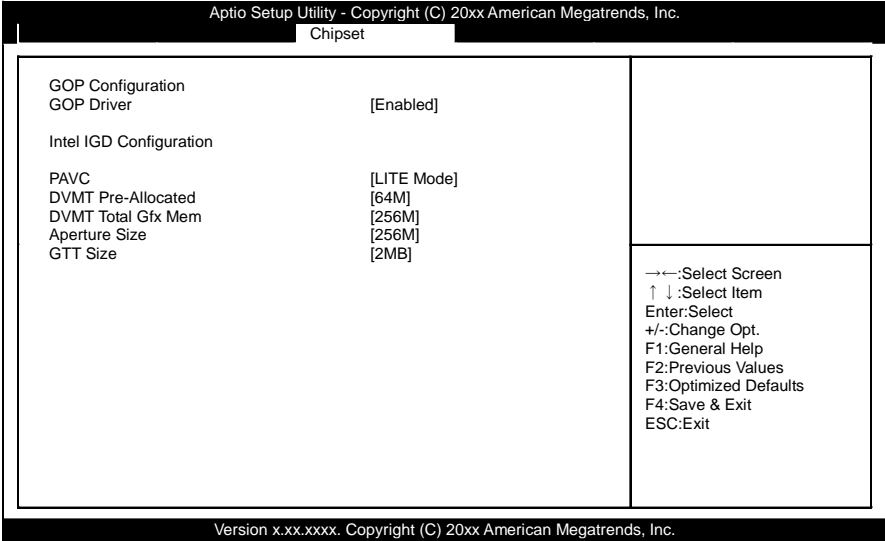 Aptio Setup Utility - Copyright (C) 20xx American Megatrends, Inc.
Chipset
GOP Configuration
GOP Driver [Enabled]
Intel IGD Configuration
PAVC [LITE Mode]
DVMT Pre-Allocated [64M]
DVMT Total Gfx Mem [256M]
Aperture Size [256M]
GTT Size [2MB]
→←:Select Screen
↑↓:Select Item
Enter:Select
+/-:Change Opt.
F1:General Help
F2:Previous Values
F3:Optimized Defaults
F4:Save & Exit
ESC:Exit
Version x.xx.xxxx. Copyright (C) 20xx American Megatrends, Inc.